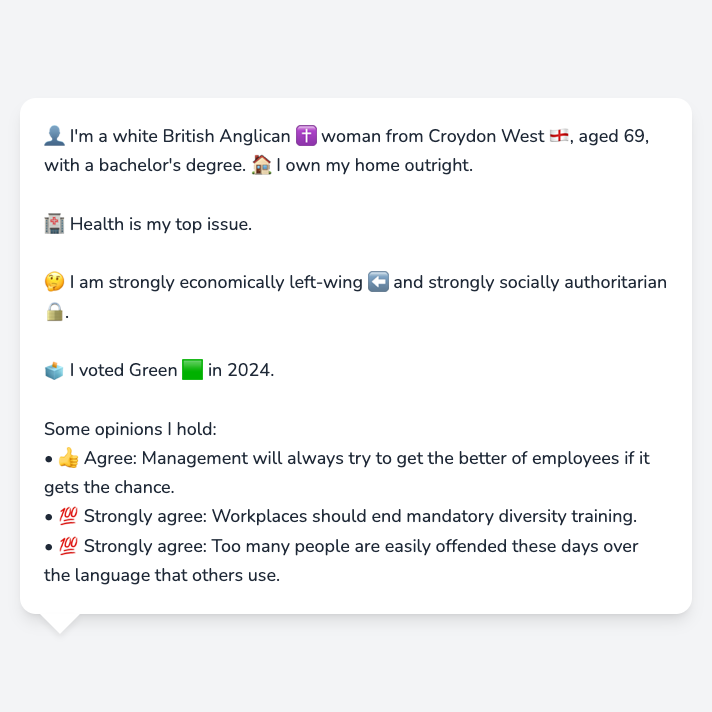 👤 I'm a white British Anglican ✝️ woman from Croydon West 🏴󠁧󠁢󠁥󠁮󠁧󠁿, aged 69,
with a bachelor's degree. 🏠 I own my home outright.
🏥 Health is my top issue.
🤔 I am strongly economically left-wing ⬅️ and strongly socially authoritarian
🔒.
🗳️ I voted Green 🟩 in 2024.
Some opinions I hold:
• 👍 Agree: Management will always try to get the better of employees if it
gets the chance.
• 💯 Strongly agree: Workplaces should end mandatory diversity training.
• 💯 Strongly agree: Too many people are easily offended these days over
the language that others use.